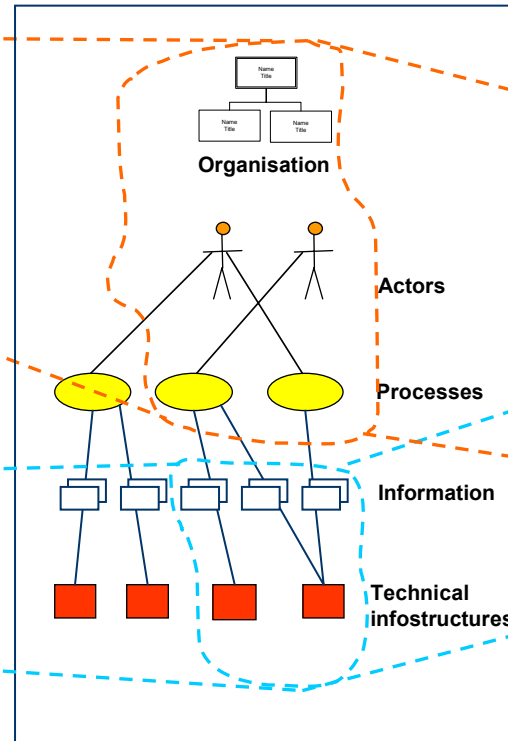 Name
Title
Name
Title
Name
Title
Organisation
Actors
Processes
Information
Technical
infostructures